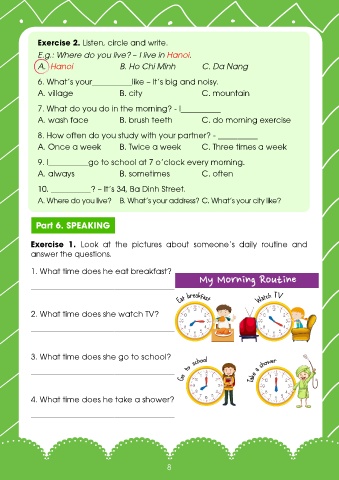 Exercise 2. Listen, circle and write.
E.g.: Where do you live? – I live in Hanoi.
A. Hanoi B. Ho Chi Minh C. Da Nang
6. What's your__________like – It's big and noisy.
A. village B. city C. mountain
7. What do you do in the morning? - I__________
A. wash face B. brush teeth C. do morning exercise
8. How often do you study with your partner? - __________
A. Once a week B. Twice a week C. Three times a week
9. I__________go to school at 7 o'clock every morning.
A. always B. sometimes C. often
10. __________? – It's 34, Ba Dinh Street.
A. Where do you live? B. What's your address? C. What's your city like?
Part 6. SPEAKING
Exercise 1. Look at the pictures about someone's daily routine and
answer the questions.
1. What time does he eat breakfast?
My Morning Routine
Eat breakfast
Watch TV
2. What time does she watch TV?
3. What time does she go to school?
Go to school
Take a shower
4. What time does he take a shower?
8